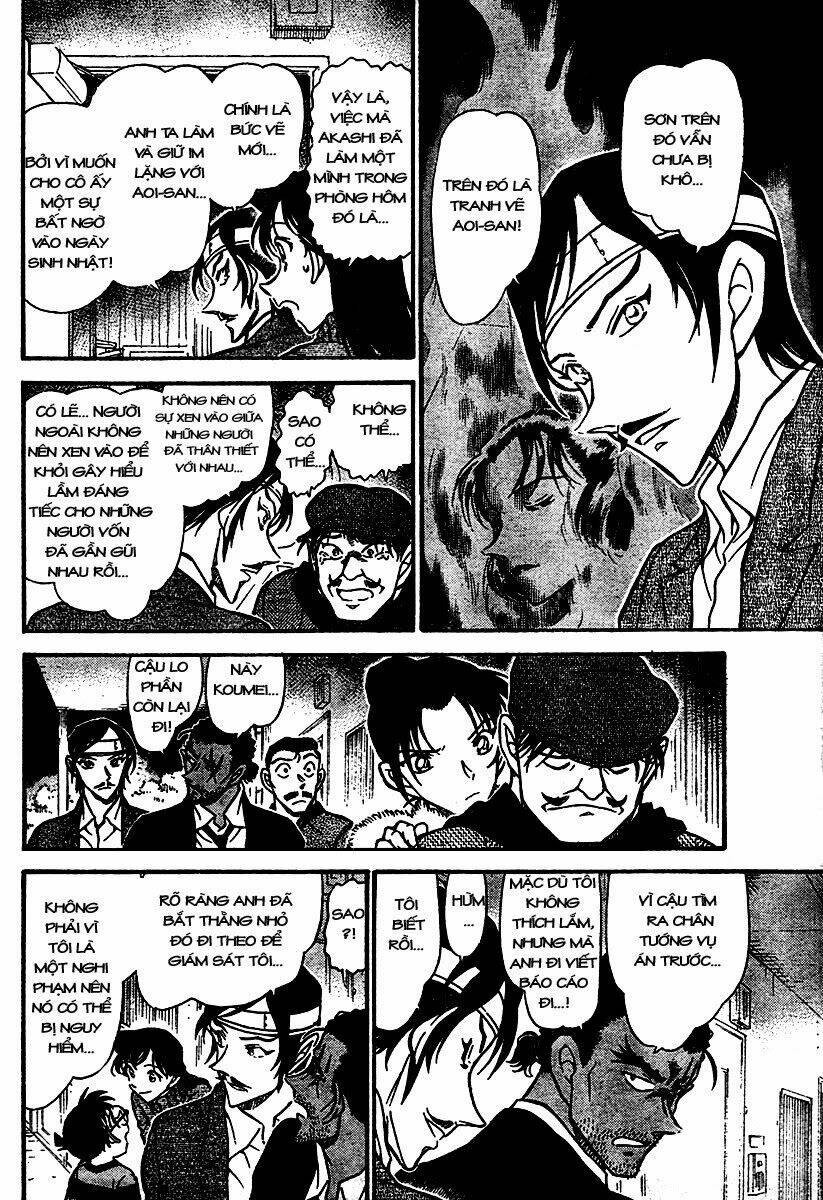 SƠN TRÊN
ĐÓ VẪN
CHƯA BỊ
KHÔ...
TRÊN ĐÓ LÀ
TRANH VẼ
AOI-SAN!
VẬY LÀ,
VIỆC MÀ
AKASHI ĐÃ
LÀM MỘT
MÌNH TRONG
PHÒNG HÔM
ĐÓ LÀ...
CHÍNH LÀ
BỨC VẼ
MỚI...
ANH TA LÀM
VÀ GIỮ IM
LẶNG VỚI
AOI-SAN...
BỞI VÌ MUỐN
CHO CÔ ẤY
MỘT SỰ
BẤT NGỜ
VÀO NGÀY
SINH NHẬT!
KHÔNG
THỂ...
SAO
CÓ
THỂ...
KHÔNG NÊN CÓ
SỰ XEN VÀO GIỮA
NHỮNG NGƯỜI
ĐÃ THÂN THIẾT
VỚI NHAU...
CÓ LẼ... NGƯỜI
NGOÀI KHÔNG
NÊN XEN VÀO ĐỂ
KHỎI GÂY HIỂU
LẦM ĐÁNG
TIẾC CHO NHỮNG
NGƯỜI VỐN
ĐÃ GẦN GŨI
NHAU RỒI...
NÀY
KOUMEI...
CẬU LO
PHẦN
CÒN LẠI
ĐI!
VÌ CẬU TÌM
RA CHÂN
TƯỚNG VỤ
ÁN TRƯỚC...
MẶC DÙ TÔI
KHÔNG
THÍCH LẮM,
NHƯNG MÀ
ANH ĐI VIẾT
BÁO CÁO
ĐI...!
HỪM
...
TÔI
BIẾT
RỒI...
SAO
?!
RÕ RÀNG ANH ĐÃ
BẮT THẰNG NHỎ
ĐÓ ĐI THEO ĐỂ
GIÁM SÁT TÔI...
KHÔNG
PHẢI VÌ
TÔI LÀ
MỘT NGHI
PHẠM NÊN
NÓ CÓ THỂ
BỊ NGUY
HIỂM...